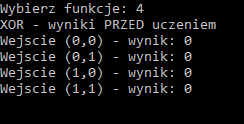 Wybierz funkcje: 4
XOR - wyniki PRZED uczeniem
Wejscie (0,0) - wynik: 0
Wejscie (0,1) - wynik: 0
Wejscie (1,0) - wynik: 0
Wejscie (1,1) - wynik: 0